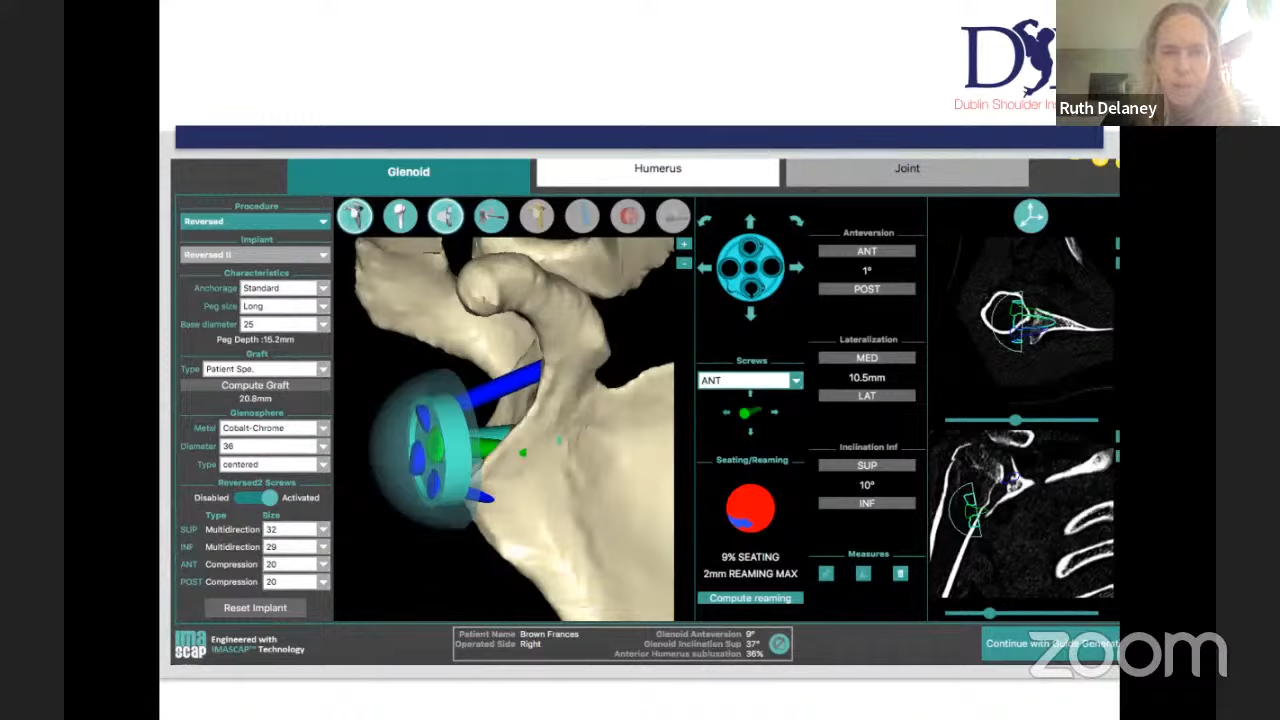 D
Dublin Shoulder In
Ruth Delaney
Glenoid
Humerus
Joint
Procedure
Reversed
Implant
Reversed II
Characteristics
Anchorage Standard
Peg size Long
Base diameter 25
Peg Depth :15.2mm
Graft
Type Patient Spe.
Compute Graft
20.8mm
Glenosphere
Metal Cobalt-Chrome
Diameter 36
Type centered
Reversed2 Screws
Disabled Activated
Type Size
SUP Multidirection 32
INF Multidirection 29
ANT Compression 20
POST Compression 20
Reset Implant
+
-
Screws
ANT
Seating/Reaming
9% SEATING
2mm REAMING MAX
Compute reaming
Anteversion
ANT
1°
POST
Lateralization
MED
10.5mm
LAT
Inclination Inf
SUP
10°
INF
Measures
ima
scap
Engineered with
IMASCAP™ Technology
Patient Name Brown Frances
Operated Side Right
Glenoid Anteversion 9°
Glenoid Inclination Sup 37°
Anterior Humerus subluxation 36%
Continue with Guide Generat
zoom